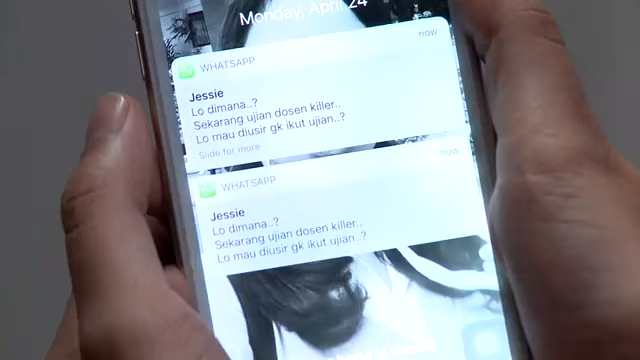 Monday, April 24
WHATSAPP
now
Jessie
Lo dimana..?
Sekarang ujian dosen killer..
Lo mau diusir gk ikut ujian..?
Slide for more
WHATSAPP
now
Jessie
Lo dimana..?
Sekarang ujian dosen killer..
Lo mau diusir gk ikut ujian..?